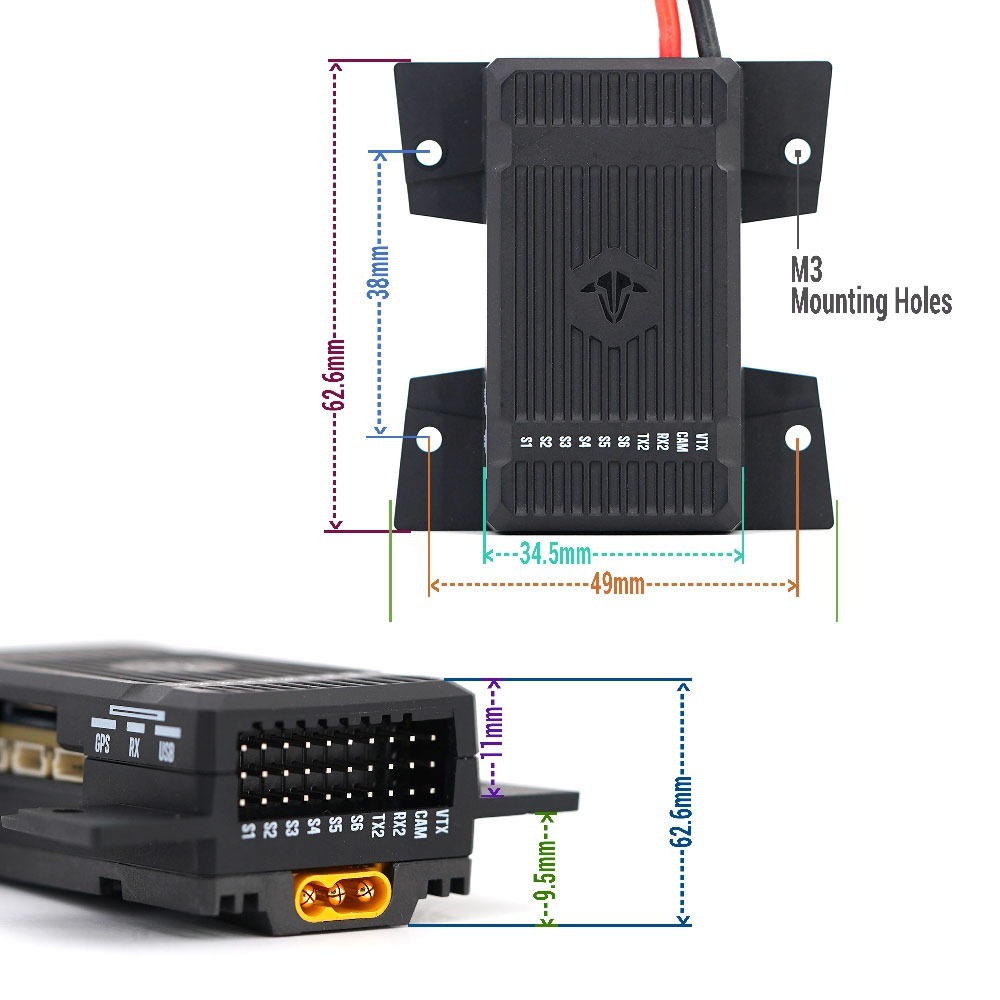 62.6mm
38mm
M3
Mounting Holes
S1
S2
S3
S4
S5
S6
TX2
RX2
CAM
VTX
34.5mm
49mm
GPS
RX
USB
11mm
62.6mm
9.5mm
S1
S2
S3
S4
S5
S6
TX2
RX2
CAM
VTX